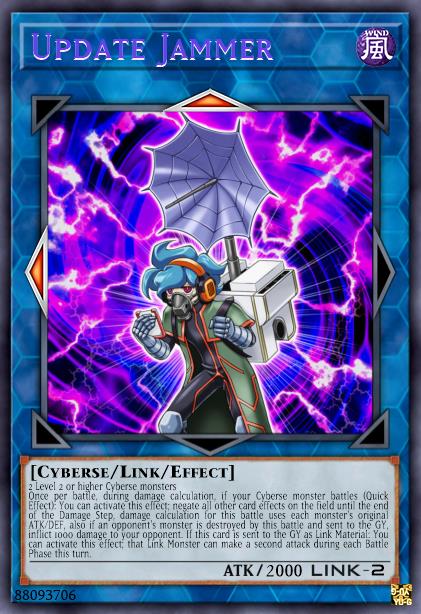 UPDATE JAMMER
WIND
風
[CYBERSE/LINK/EFFECT]
2 Level 2 or higher Cyberse monsters
Once per battle, during damage calculation, if your Cyberse monster battles (Quick
Effect): You can activate this effect; negate all other card effects on the field until the end
of the Damage Step, damage calculation for this battle uses each monster's original
ATK/DEF, also if an opponent's monster is destroyed by this battle and sent to the GY,
inflict 1000 damage to your opponent. If this card is sent to the GY as Link Material: You
can activate this effect; that Link Monster can make a second attack during each Battle
Phase this turn.
ATK/2000 LINK-2
88093706